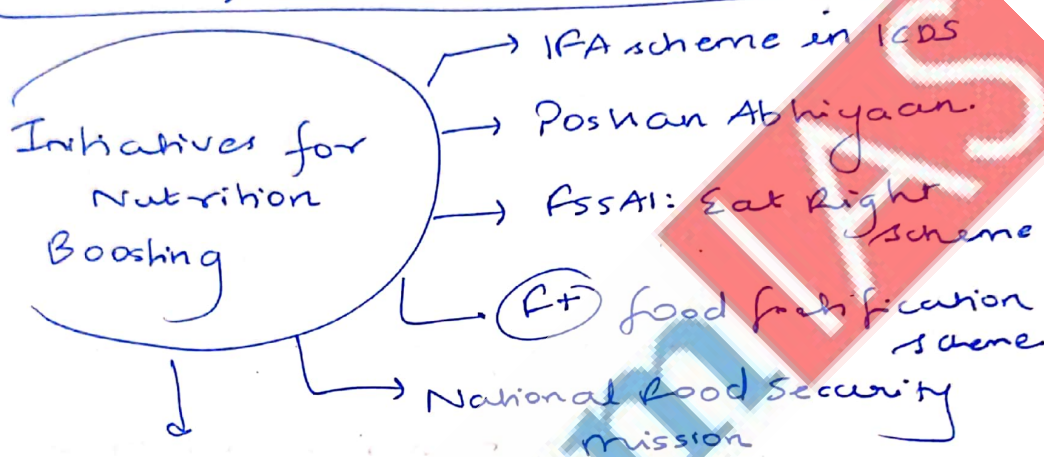 Initiatives for
Nutrition
Boosting
→ IFA scheme in ICDS
→ Poshan Abhiyaan.
→ FSSAI: Eat Right
scheme
F+ food fortification
scheme
→ National Food Security
mission
mIAS